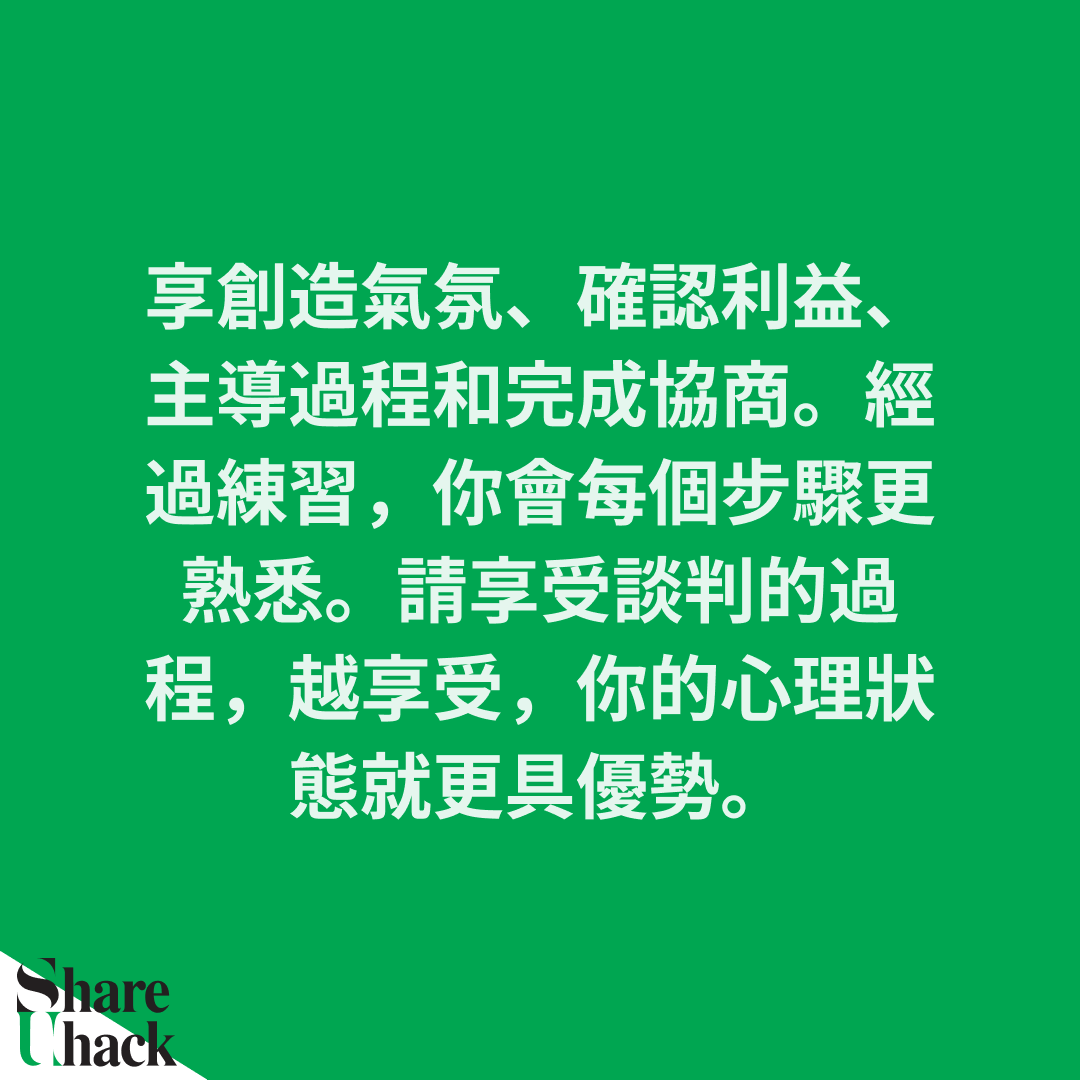 享創造氣氛、確認利益、
主導過程和完成協商。經
過練習，你會每個步驟更
熟悉。請享受談判的過
程，越享受，你的心理狀
態就更具優勢。
Share
Uhack